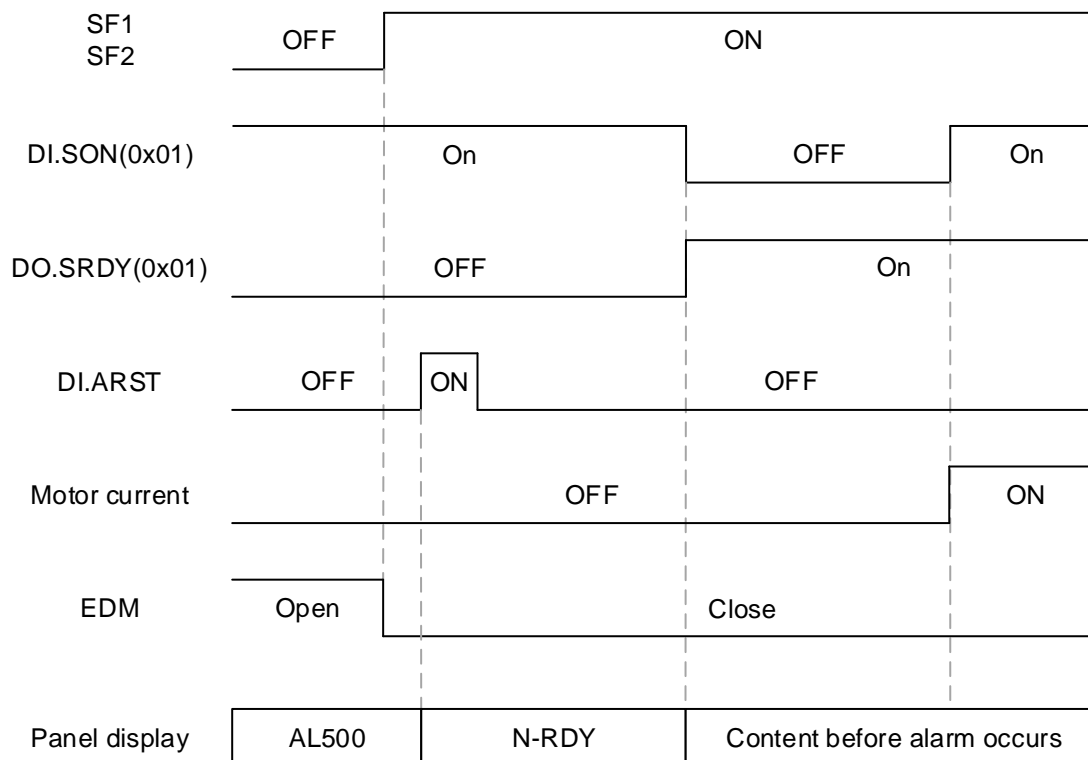 SF1
SF2
OFF
ON
DI.SON(0x01)
On
OFF
On
DO.SRDY(0x01)
OFF
On
DI.ARST
OFF
ON
OFF
Motor current
OFF
ON
EDM
Open
Close
Panel display
AL500
N-RDY
Content before alarm occurs